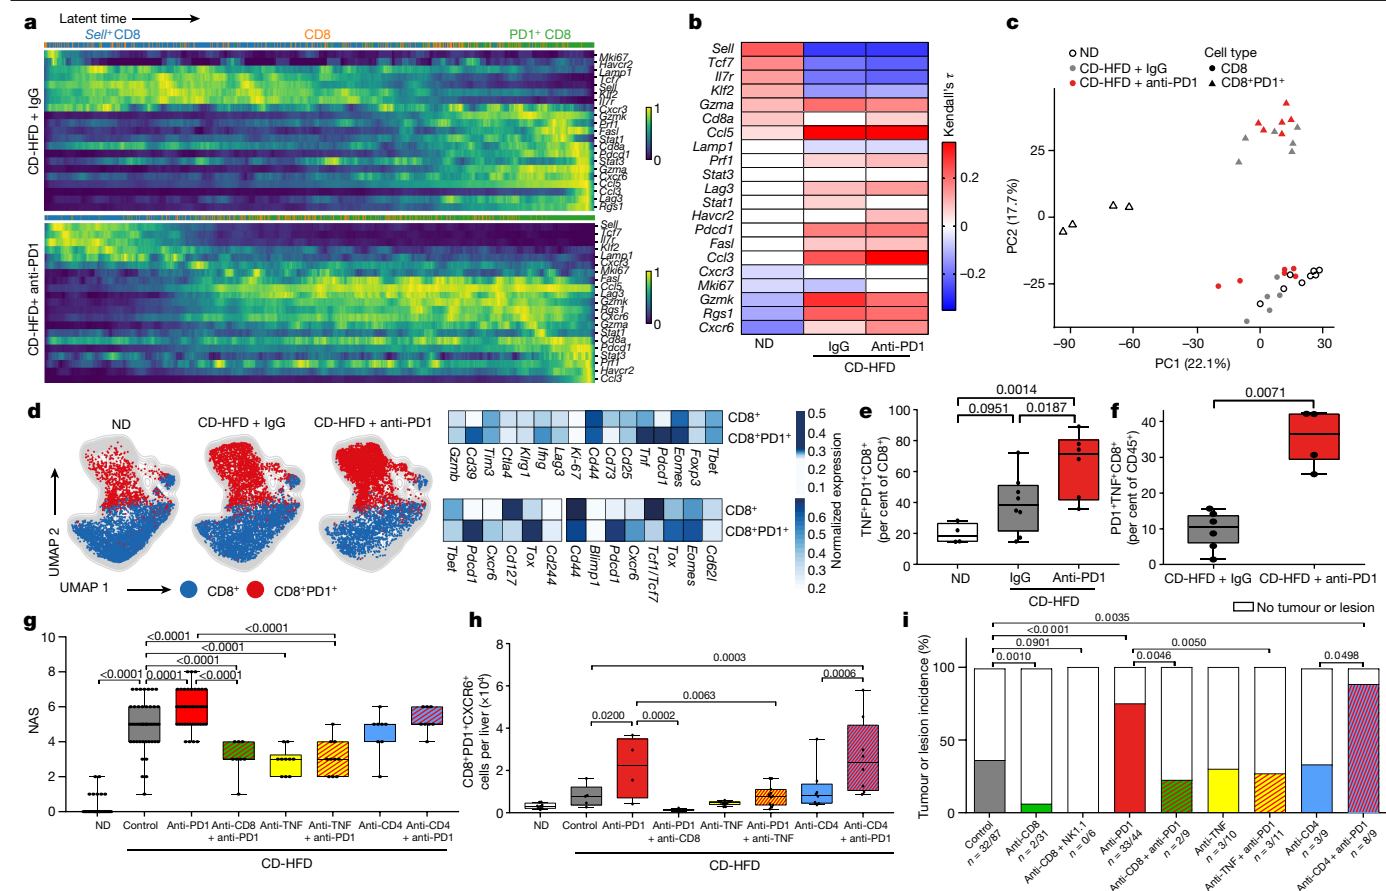 a
Latent time
Sell+ CD8
CD8
PD1+ CD8
CD-HFD + IgG
Mki67
Havcr2
Lamp1
Tcf7
Sell
Klf2
Il7r
Cxcr3
Gzmk
Prf1
Fasl
Stat1
Cd8a
Pdcd1
Stat3
Gzma
Cxcr6
Ccl5
Ccl3
Lag3
Rgs1
1
0
CD-HFD+ anti-PD1
Sell
Tcf7
Il7r
Klf2
Lamp1
Cxcr3
Mki67
Fasl
Ccl5
Lag3
Gzmk
Rgs1
Cxcr6
Gzma
Stat1
Cd8a
Pdcd1
Stat3
Prf1
Havcr2
Ccl3
1
0
b
Sell
Tcf7
Il7r
Klf2
Gzma
Cd8a
Ccl5
Lamp1
Prf1
Stat3
Lag3
Stat1
Havcr2
Pdcd1
Fasl
Ccl3
Cxcr3
Mki67
Gzmk
Rgs1
Cxcr6
ND
IgG
Anti-PD1
CD-HFD
Kendall's τ
0.2
0
−0.2
c
ND
CD-HFD + IgG
CD-HFD + anti-PD1
Cell type
CD8
CD8+PD1+
PC2 (17.7%)
25
0
−25
−90
−60
−30
0
30
PC1 (22.1%)
d
ND
CD-HFD + IgG
CD-HFD + anti-PD1
UMAP 2
UMAP 1
CD8+
CD8+PD1+
CD8+
CD8+PD1+
Gzmb
Cd39
Tim3
Ctla4
Klrg1
Ifng
Lag3
Ki-67
Cd44
Cd73
Cd25
Tnf
Pdcd1
Eomes
Foxp3
Tbet
CD8+
CD8+PD1+
Tbet
Pdcd1
Cxcr6
Cd127
Tox
Cd244
Cd44
Blimp1
Pdcd1
Cxcr6
Tcf1/Tcf7
Tox
Eomes
Cd62l
Normalized expression
0.5
0.4
0.3
0.2
0.1
0
0.6
0.5
0.4
0.3
0.2
e
0.0014
0.0951
0.0187
TNF+PD1+CD8+
(per cent of CD8+)
100
80
60
40
20
0
ND
IgG
Anti-PD1
CD-HFD
f
0.0071
PD1+TNF+CD8+
(per cent of CD45+)
40
30
20
10
0
CD-HFD + IgG
CD-HFD + anti-PD1
g
NAS
10
8
6
4
2
0
<0.0001
<0.0001
<0.0001
<0.0001
<0.0001
0.0001
<0.0001
ND
Control
Anti-PD1
Anti-CD8
+ anti-PD1
Anti-TNF
Anti-TNF
+ anti-PD1
Anti-CD4
Anti-CD4
+ anti-PD1
CD-HFD
h
CD8+PD1+CXCR6+
cells per liver (×10⁴)
8
6
4
2
0
0.0003
0.0006
0.0063
0.0200
0.0002
ND
Control
Anti-PD1
Anti-PD1
+ anti-CD8
Anti-TNF
Anti-PD1
+ anti-TNF
Anti-CD4
Anti-CD4
+ anti-PD1
CD-HFD
i
No tumour or lesion
0.0035
<0.0001
0.0901
0.0050
0.0010
0.0046
0.0498
Tumour or lesion incidence (%)
100
50
0
Control
n = 32/87
Anti-CD8
n = 2/31
Anti-CD8 + NK1.1
n = 0/6
Anti-PD1
n = 33/44
Anti-CD8 + anti-PD1
n = 2/9
Anti-TNF
n = 3/10
Anti-TNF + anti-PD1
n = 3/11
Anti-CD4
n = 3/9
Anti-CD4 + anti-PD1
n = 8/9